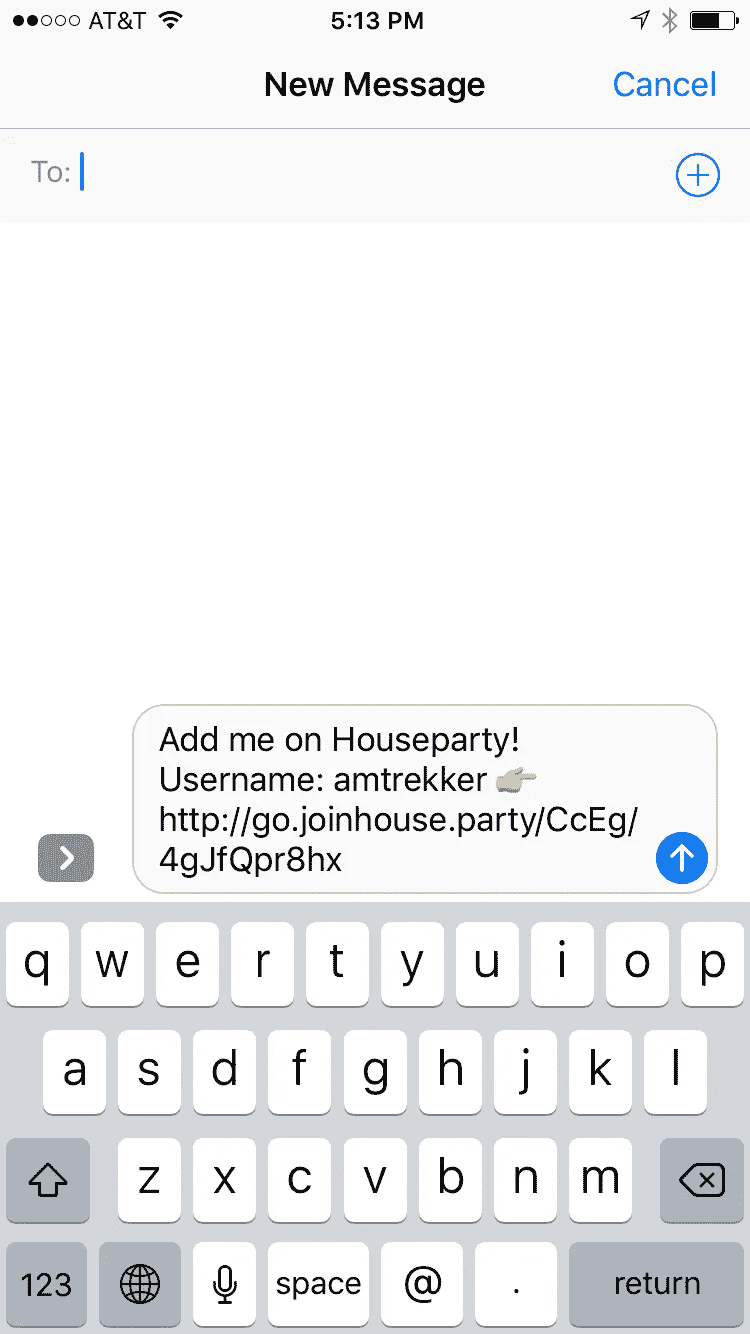 AT&T 5:13 PM
New Message Cancel
To:
Add me on Houseparty!
Username: amtrekker 👉
http://go.joinhouse.party/CcEg/
4gJfQpr8hx
q w e r t y u i o p
a s d f g h j k l
z x c v b n m
123 space @ . return